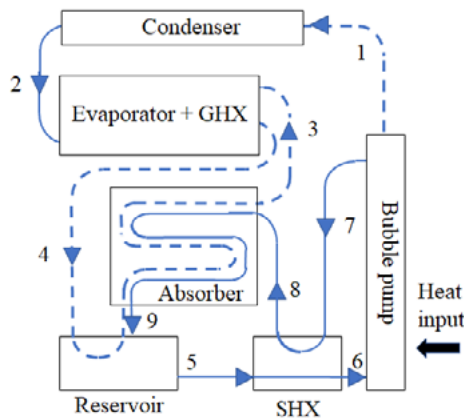 Condenser
1
2
Evaporator + GHX
3
Bubble pump
7
4
Absorber
8
9
Heat
input
5
6
Reservoir
SHX